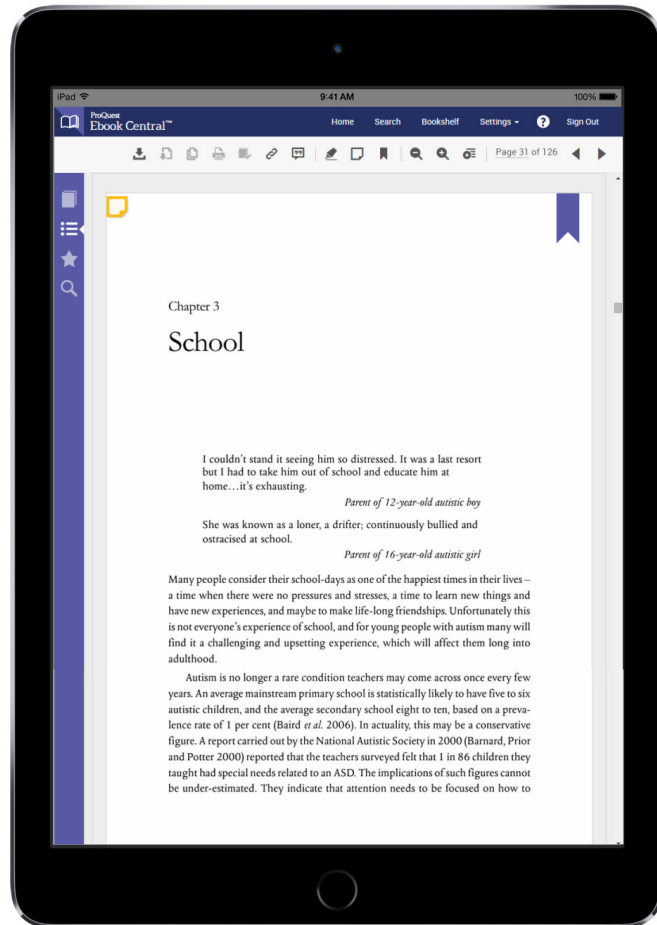 iPad 9:41 AM 100%
ProQuest
Ebook Central™ Home Search Bookshelf Settings ? Sign Out
Page 31 of 126
Chapter 3
School
I couldn't stand it seeing him so distressed. It was a last resort
but I had to take him out of school and educate him at
home…it's exhausting.
Parent of 12-year-old autistic boy
She was known as a loner, a drifter; continuously bullied and
ostracised at school.
Parent of 16-year-old autistic girl
Many people consider their school-days as one of the happiest times in their lives –
a time when there were no pressures and stresses, a time to learn new things and
have new experiences, and maybe to make life-long friendships. Unfortunately this
is not everyone's experience of school, and for young people with autism many will
find it a challenging and upsetting experience, which will affect them long into
adulthood.
Autism is no longer a rare condition teachers may come across once every few
years. An average mainstream primary school is statistically likely to have five to six
autistic children, and the average secondary school eight to ten, based on a preva-
lence rate of 1 per cent (Baird et al. 2006). In actuality, this may be a conservative
figure. A report carried out by the National Autistic Society in 2000 (Barnard, Prior
and Potter 2000) reported that the teachers surveyed felt that 1 in 86 children they
taught had special needs related to an ASD. The implications of such figures cannot
be under-estimated. They indicate that attention needs to be focused on how to